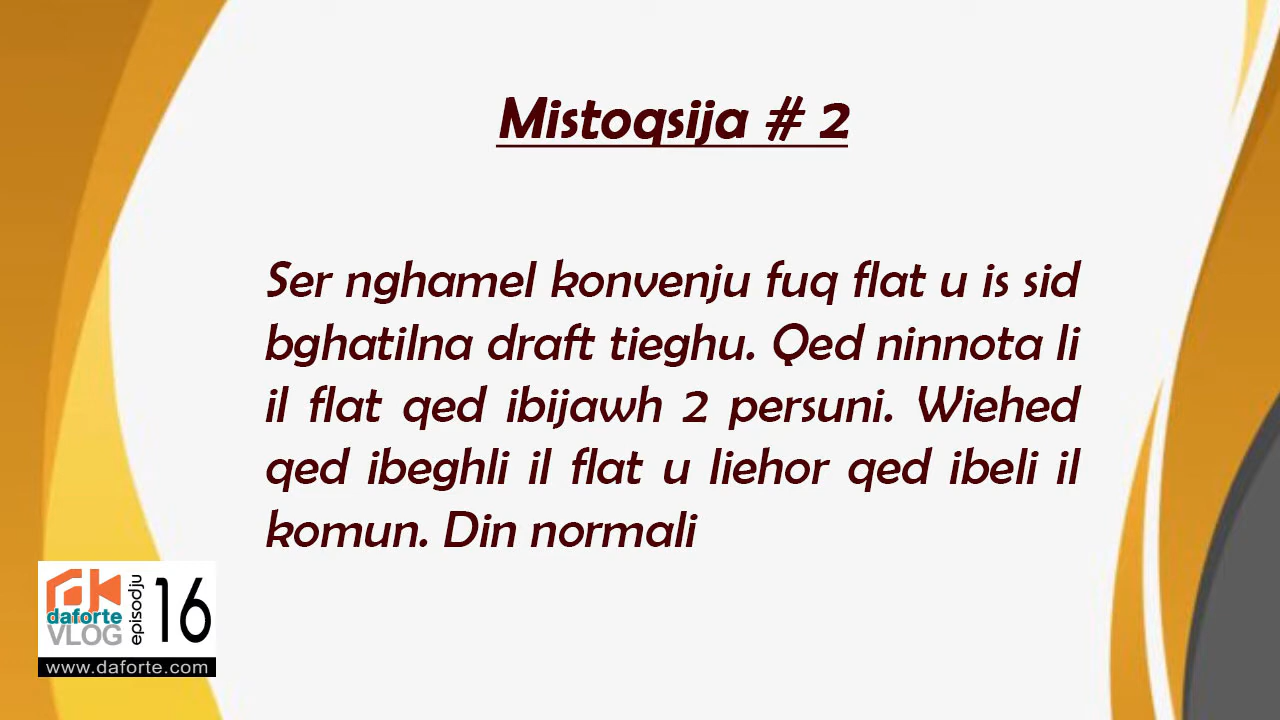 Mistoqsija # 2
Ser nghamel konvenju fuq flat u is sid
bghatilna draft tieghu. Qed ninnota li
il flat qed ibijawh 2 persuni. Wiehed
qed ibeghli il flat u liehor qed ibeli il
komun. Din normali
daforte
VLOG
episodju
16
www.daforte.com